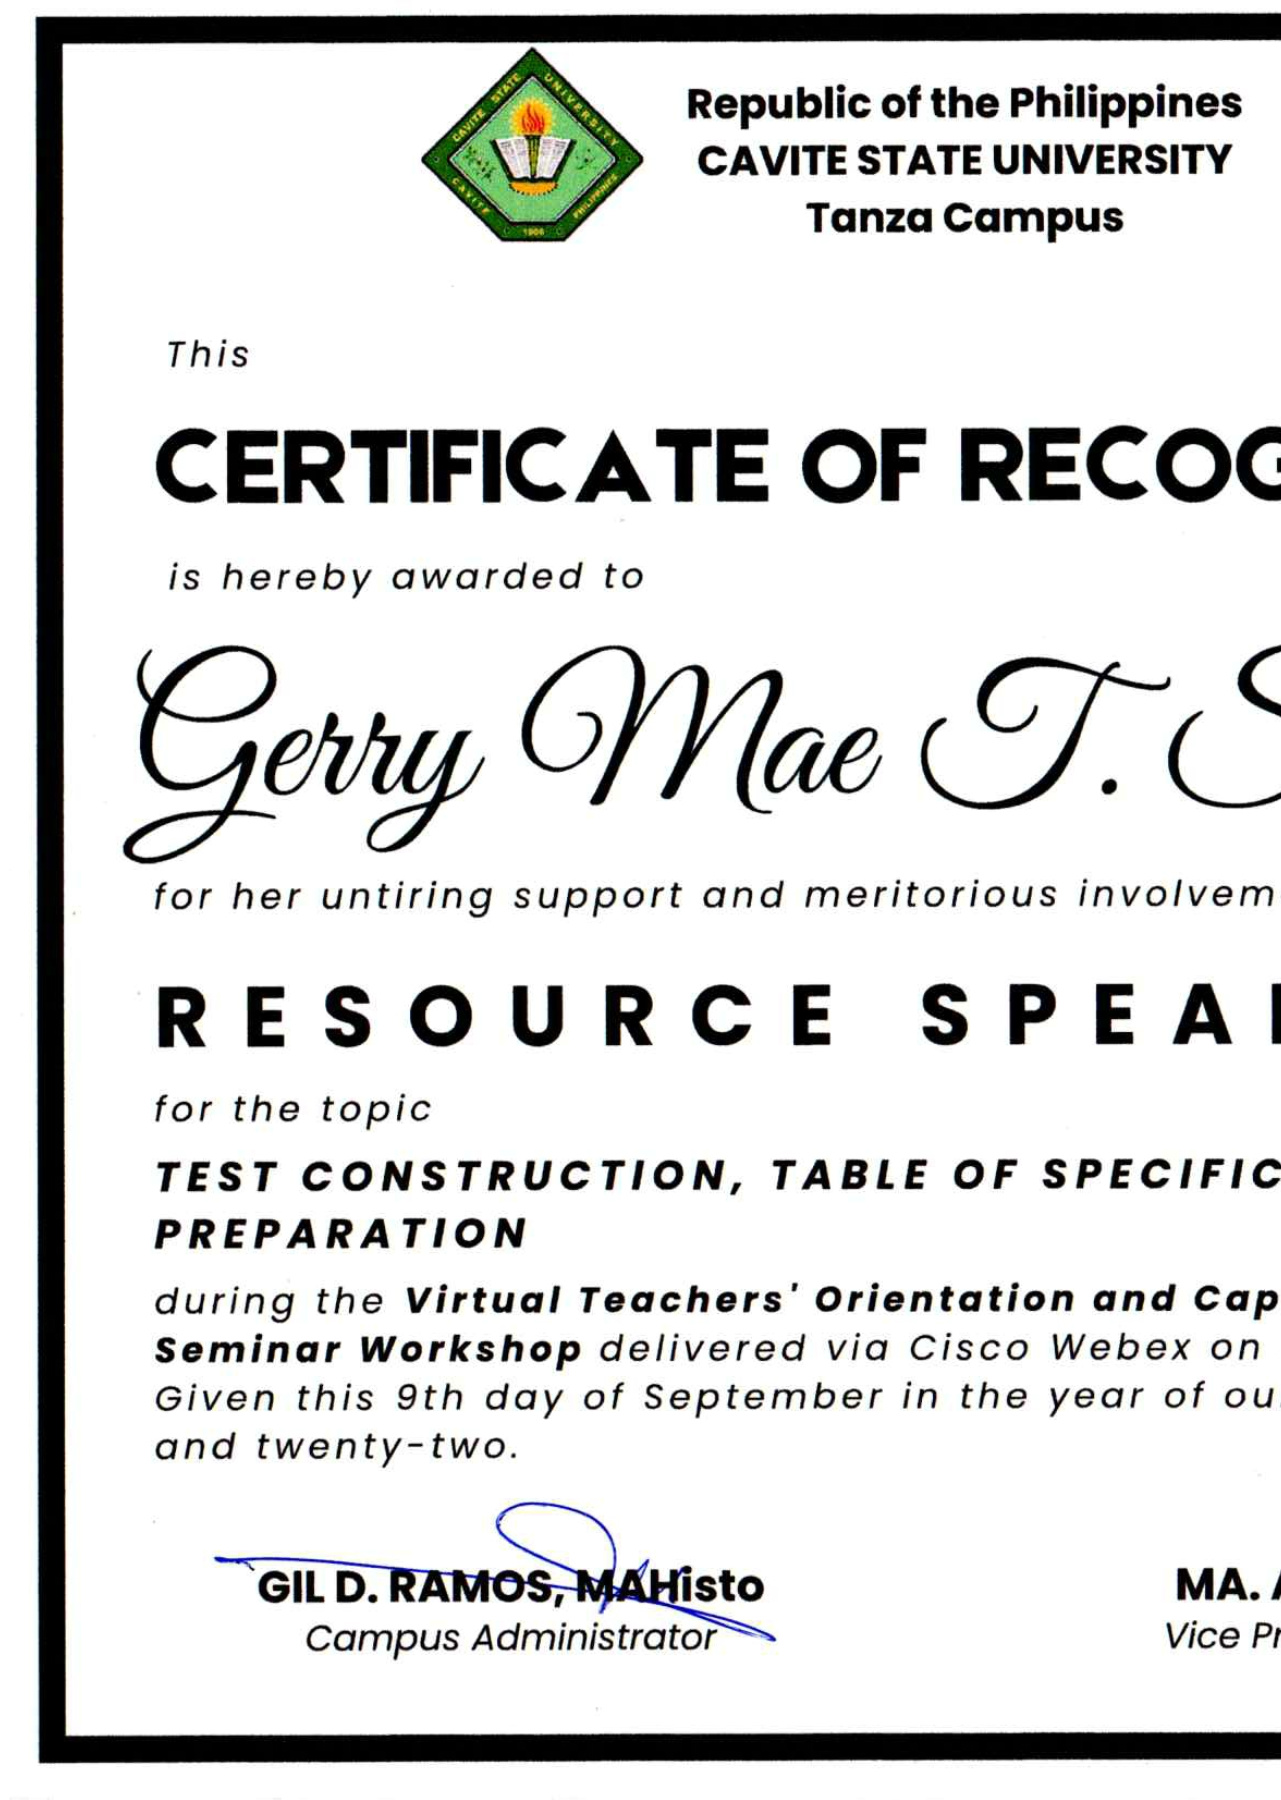 CAVITE STATE UNIVERSITY
CAVITE PHILIPPINES
1906
Republic of the Philippines
CAVITE STATE UNIVERSITY
Tanza Campus
This
CERTIFICATE OF RECOG
is hereby awarded to
Gerry Mae T. S
for her untiring support and meritorious involvem
RESOURCE SPEA
for the topic
TEST CONSTRUCTION, TABLE OF SPECIFIC
PREPARATION
during the Virtual Teachers' Orientation and Cap
Seminar Workshop delivered via Cisco Webex on
Given this 9th day of September in the year of ou
and twenty-two.
GIL D. RAMOS, MAHisto
Campus Administrator
MA.
Vice Pr